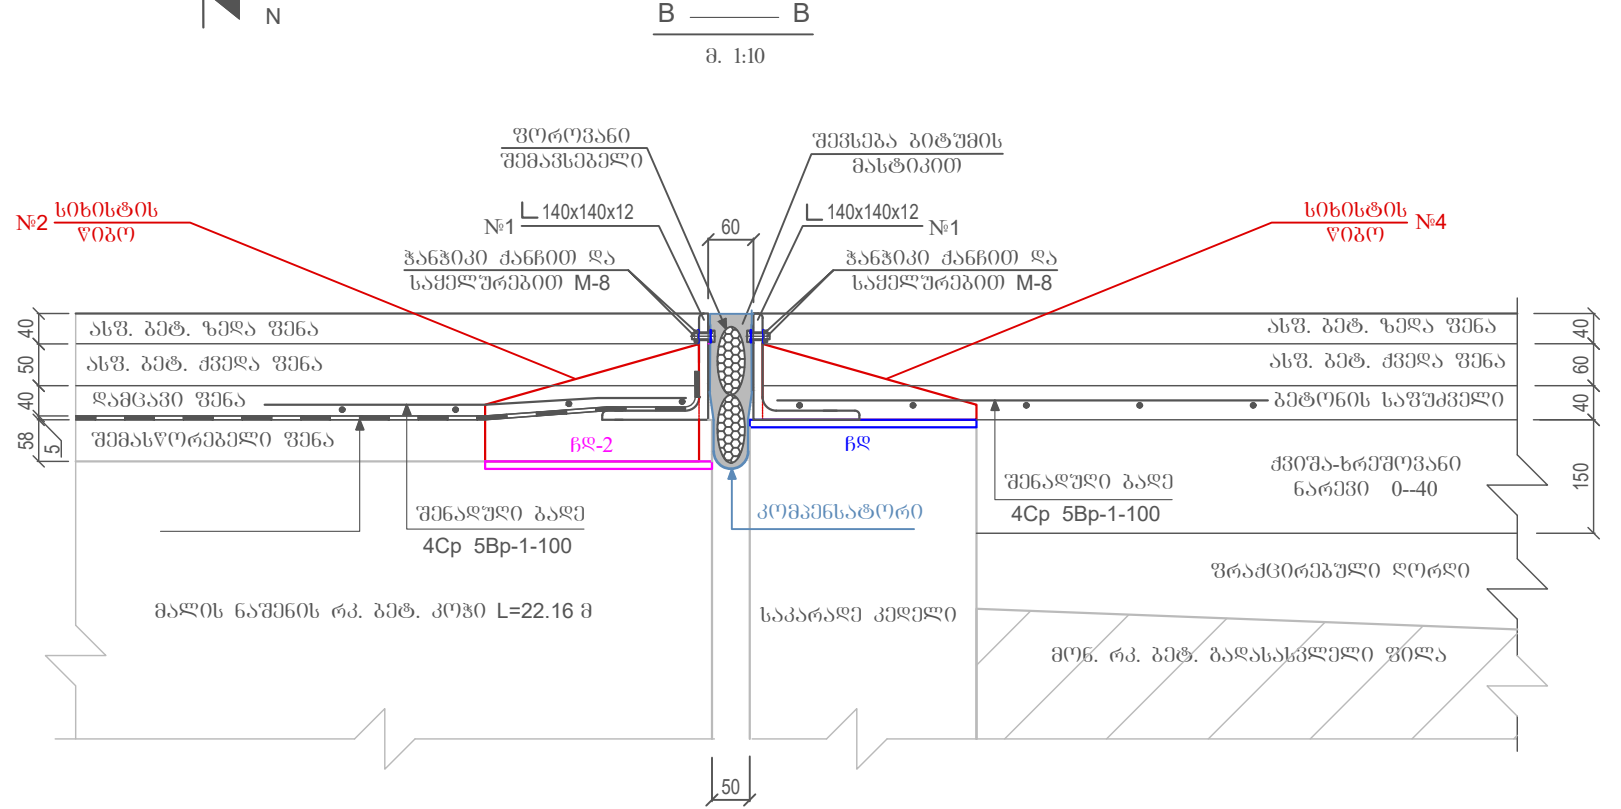 N
B B
მ. 1:10
ფოროვანი
შემავსებელი
შევსება ბიტუმის
მასტიკით
№2 სიხისტის
წიბო
140x140x12
№1
60
140x140x12
№1
სიხისტის
წიბო №4
ჭანჭიკი ქანჩით და
საყელურებით M-8
ჭანჭიკი ქანჩით და
საყელურებით M-8
40
ასფ. ბეტ. ზედა ფენა
ასფ. ბეტ. ზედა ფენა
40
50
ასფ. ბეტ. ქვედა ფენა
ასფ. ბეტ. ქვედა ფენა
60
40
დამცავი ფენა
ბეტონის საფუძველი
40
58
5
შემასწორებელი ფენა
ჩდ-2
ჩდ
ქვიშა-ხრეშოვანი
ნარევი 0--40
150
შენადუღი ბადე
4Cp 5Bp-1-100
შენადუღი ბადე
4Cp 5Bp-1-100
კომპენსატორი
ფრაქცირებული ღორღი
მალის ნაშენის რკ. ბეტ. კოჭი L=22.16 მ
საკარადე კედელი
მონ. რკ. ბეტ. გადასასვლელი ფილა
50